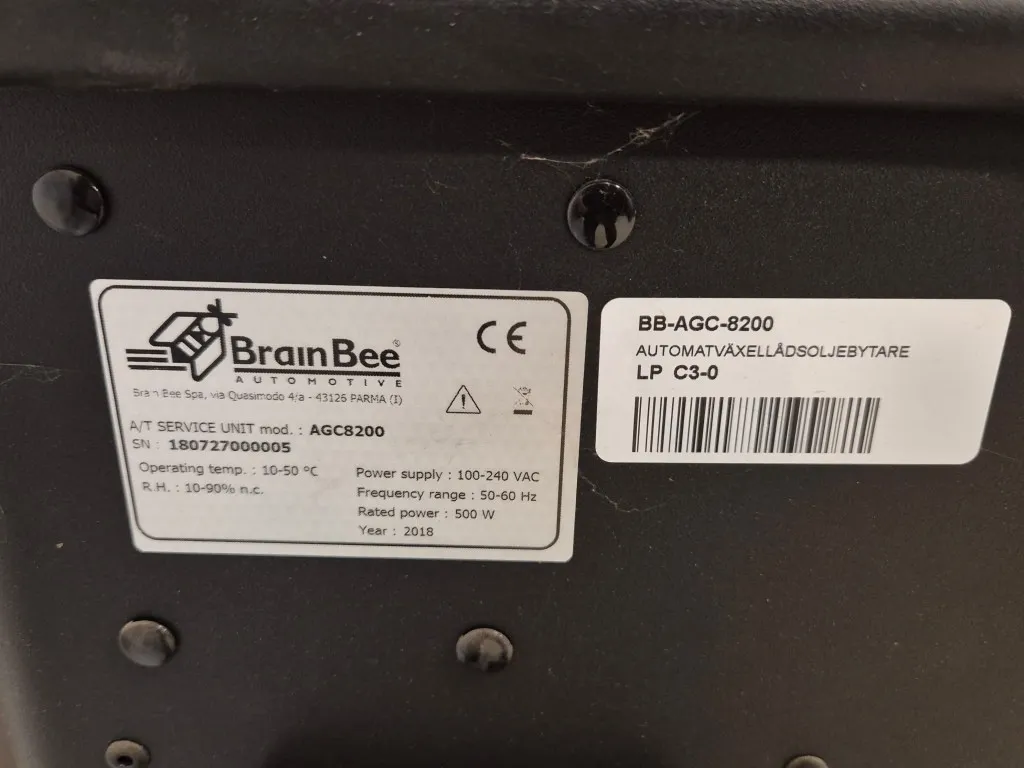 BrainBee®
AUTOMOTIVE
Brain Bee Spa, via Quasimodo 4/a - 43126 PARMA (I)
CE
A/T SERVICE UNIT mod. : AGC8200
SN : 180727000005
Operating temp. : 10-50 °C
R.H. : 10-90% n.c.
Power supply : 100-240 VAC
Frequency range : 50-60 Hz
Rated power : 500 W
Year : 2018
BB-AGC-8200
AUTOMATVÄXELLÅDSOLJEBYTARE
LP C3-0